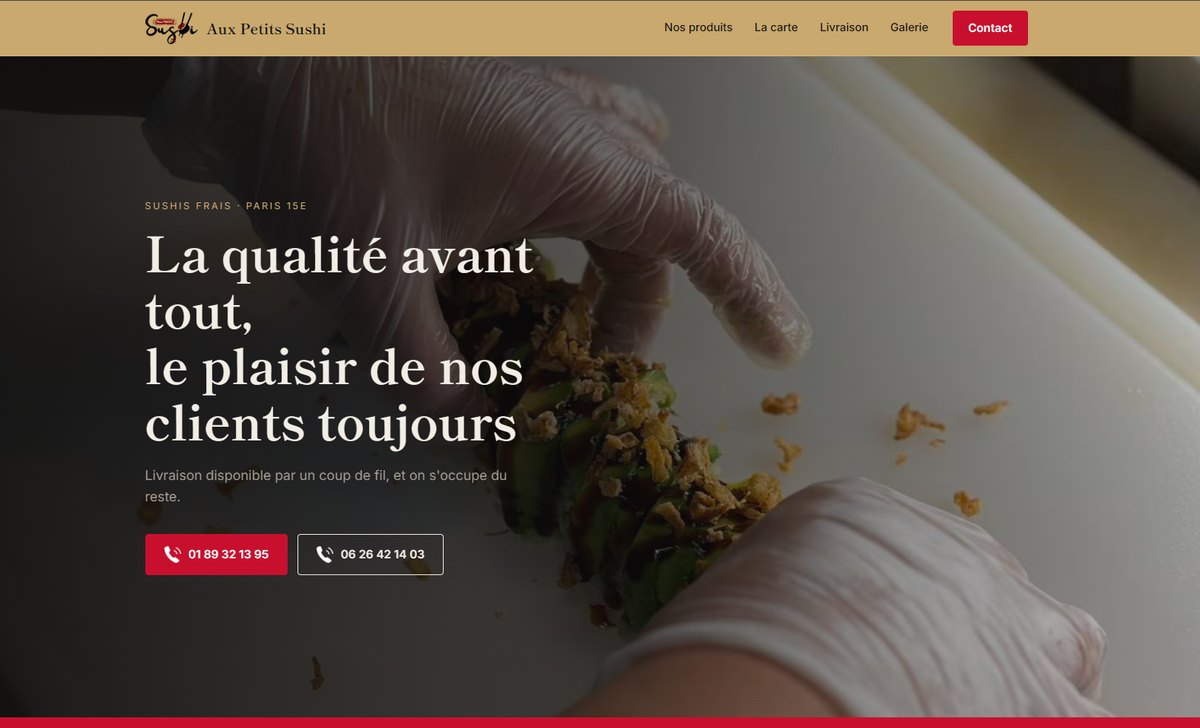 Aux Petits
Sushi
Aux Petits Sushi
Nos produits
La carte
Livraison
Galerie
Contact
SUSHIS FRAIS · PARIS 15E
La qualité avant
tout,
le plaisir de nos
clients toujours
Livraison disponible par un coup de fil, et on s'occupe du
reste.
01 89 32 13 95
06 26 42 14 03